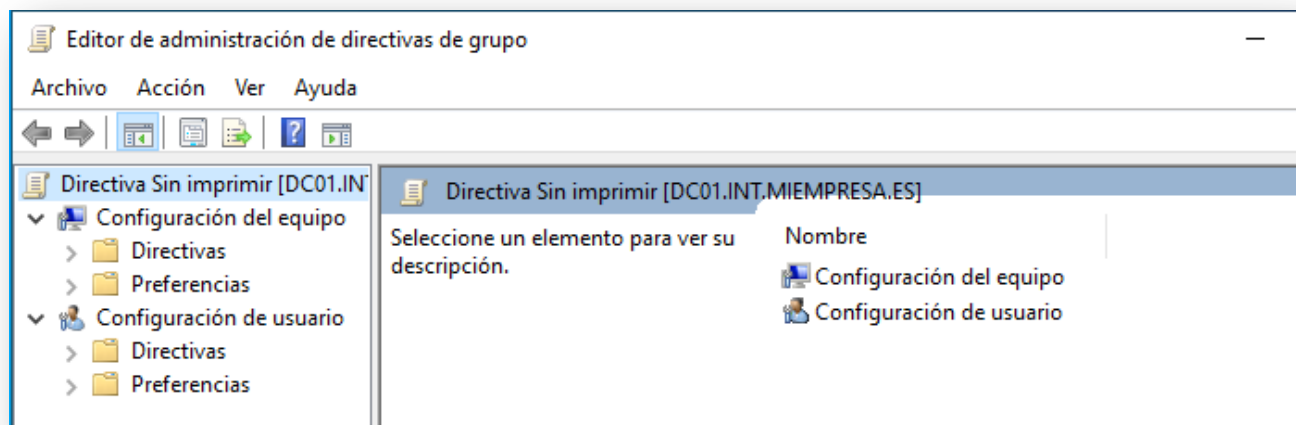 Editor de administración de directivas de grupo
Archivo Acción Ver Ayuda
Directiva Sin imprimir [DC01.IN
Configuración del equipo
Directivas
Preferencias
Configuración de usuario
Directivas
Preferencias
Directiva Sin imprimir [DC01.INT.MIEMPRESA.ES]
Seleccione un elemento para ver su
descripción.
Nombre
Configuración del equipo
Configuración de usuario